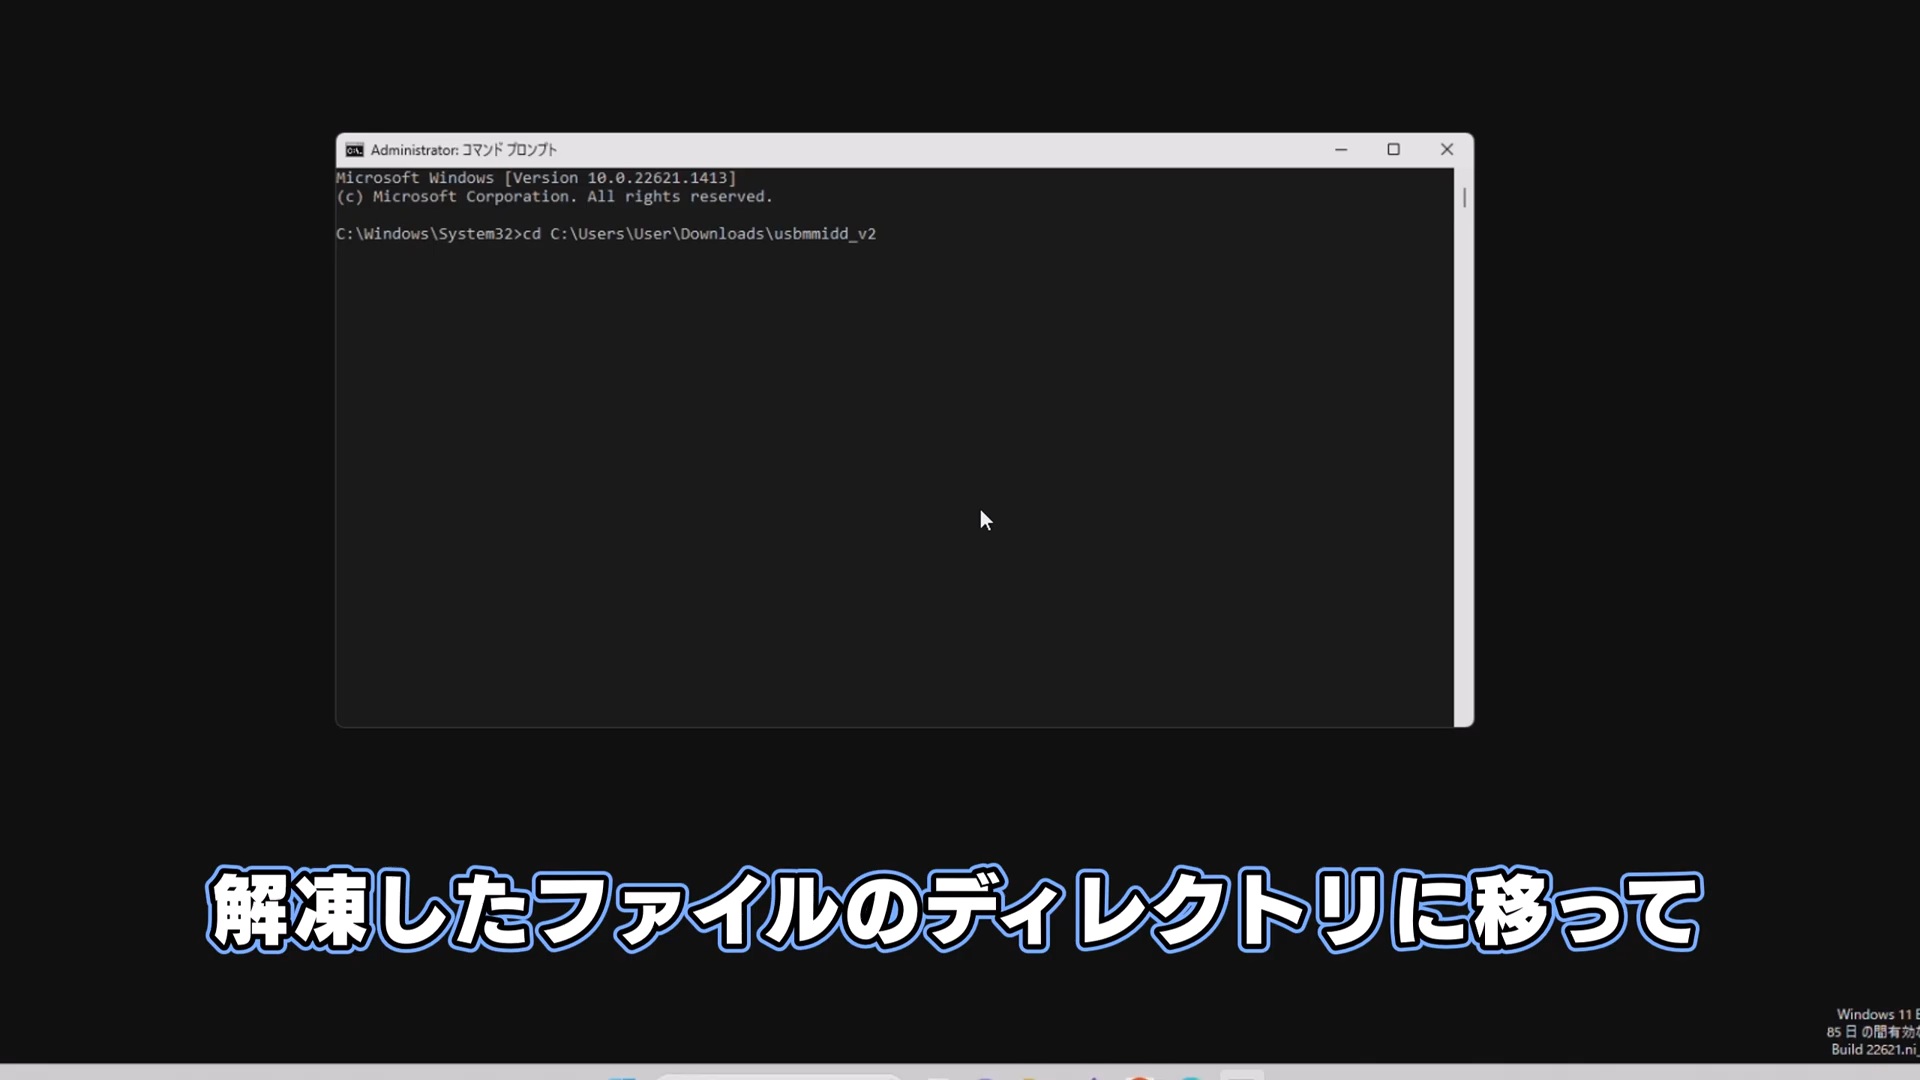 Administrator: コマンド プロンプト
Microsoft Windows [Version 10.0.22621.1413]
(c) Microsoft Corporation. All rights reserved.
C:\Windows\System32>cd C:\Users\User\Downloads\usbmmidd_v2
解凍したファイルのディレクトリに移って
Windows 11
85 日 の間有効
Build 22621.ni_